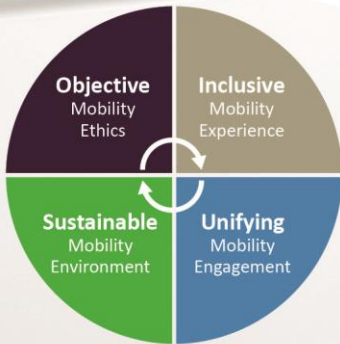 Objective
Mobility
Ethics
Inclusive
Mobility
Experience
Sustainable
Mobility
Environment
Unifying
Mobility
Engagement